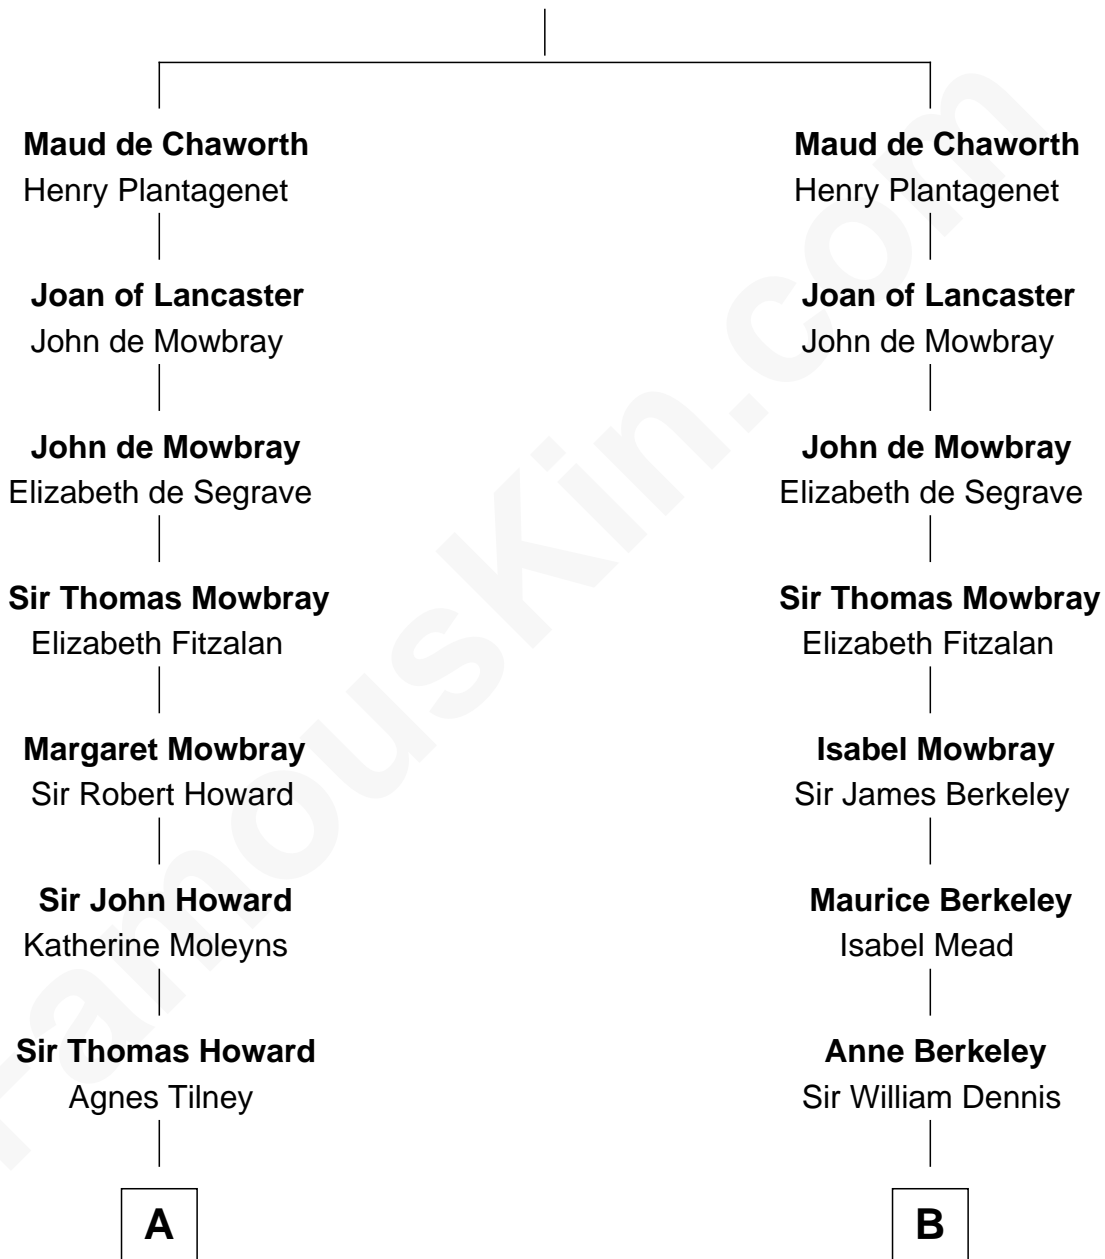 Maud de Chaworth
Henry Plantagenet
Joan of Lancaster
John de Mowbray
John de Mowbray
Elizabeth de Segrave
Sir Thomas Mowbray
Elizabeth Fitzalan
Margaret Mowbray
Sir Robert Howard
Sir John Howard
Katherine Moleyns
Sir Thomas Howard
Agnes Tilney
A
Maud de Chaworth
Henry Plantagenet
Joan of Lancaster
John de Mowbray
John de Mowbray
Elizabeth de Segrave
Sir Thomas Mowbray
Elizabeth Fitzalan
Isabel Mowbray
Sir James Berkeley
Maurice Berkeley
Isabel Mead
Anne Berkeley
Sir William Dennis
B
FamousKin.com